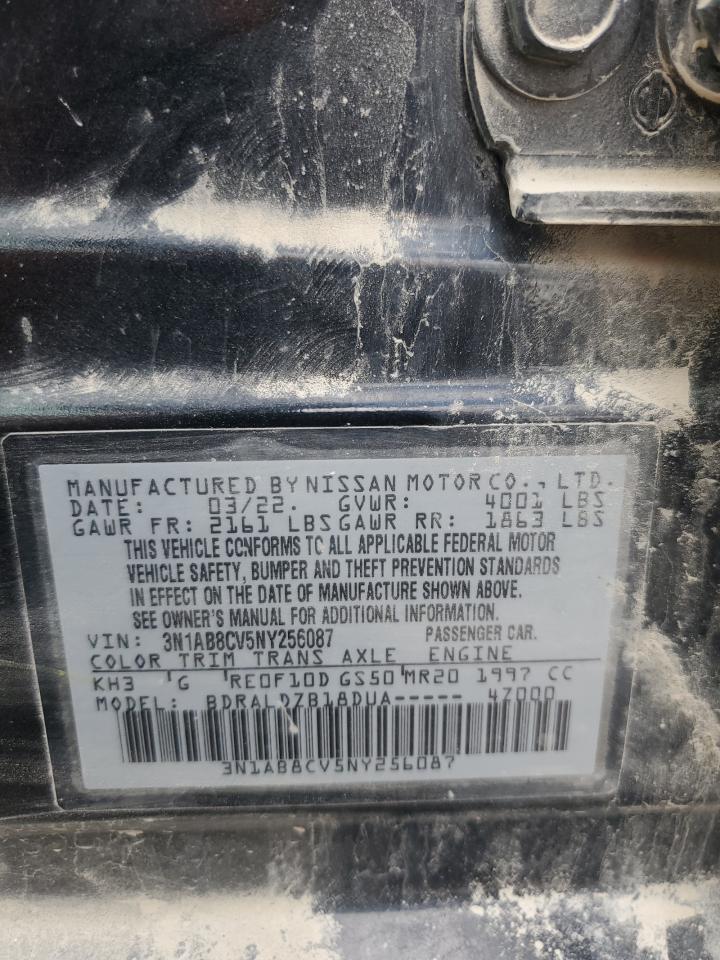 MANUFACTURED BY NISSAN MOTOR CO., LTD.
DATE: 03/22. GVWR: 4001 LBS
GAWR FR: 2161 LBS GAWR RR: 1863 LBS
THIS VEHICLE CONFORMS TO ALL APPLICABLE FEDERAL MOTOR
VEHICLE SAFETY, BUMPER AND THEFT PREVENTION STANDARDS
IN EFFECT ON THE DATE OF MANUFACTURE SHOWN ABOVE.
SEE OWNER'S MANUAL FOR ADDITIONAL INFORMATION.
VIN: 3N1AB8CV5NY256087 PASSENGER CAR.
COLOR TRIM TRANS AXLE ENGINE
KH3 'G 'RE0F10D GS50'MR20 1997 CC
MODEL: BDRALDZB18DUA----- 4Z000
3N1AB8CV5NY256087